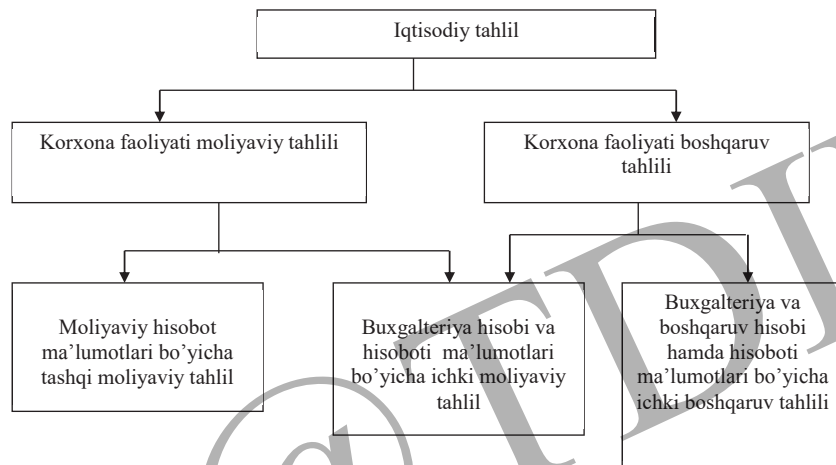 Iqtisodiy tahlil
Korxona faoliyati moliyaviy tahlili
Korxona faoliyati boshqaruv
tahlili
Moliyaviy hisobot
ma’lumotlari bo’yicha
tashqi moliyaviy tahlil
Buxgalteriya hisobi va
hisoboti ma’lumotlari
bo’yicha ichki moliyaviy
tahlil
Buxgalteriya va
boshqaruv hisobi
hamda hisoboti
ma’lumotlari bo’yicha
ichki boshqaruv tahlili